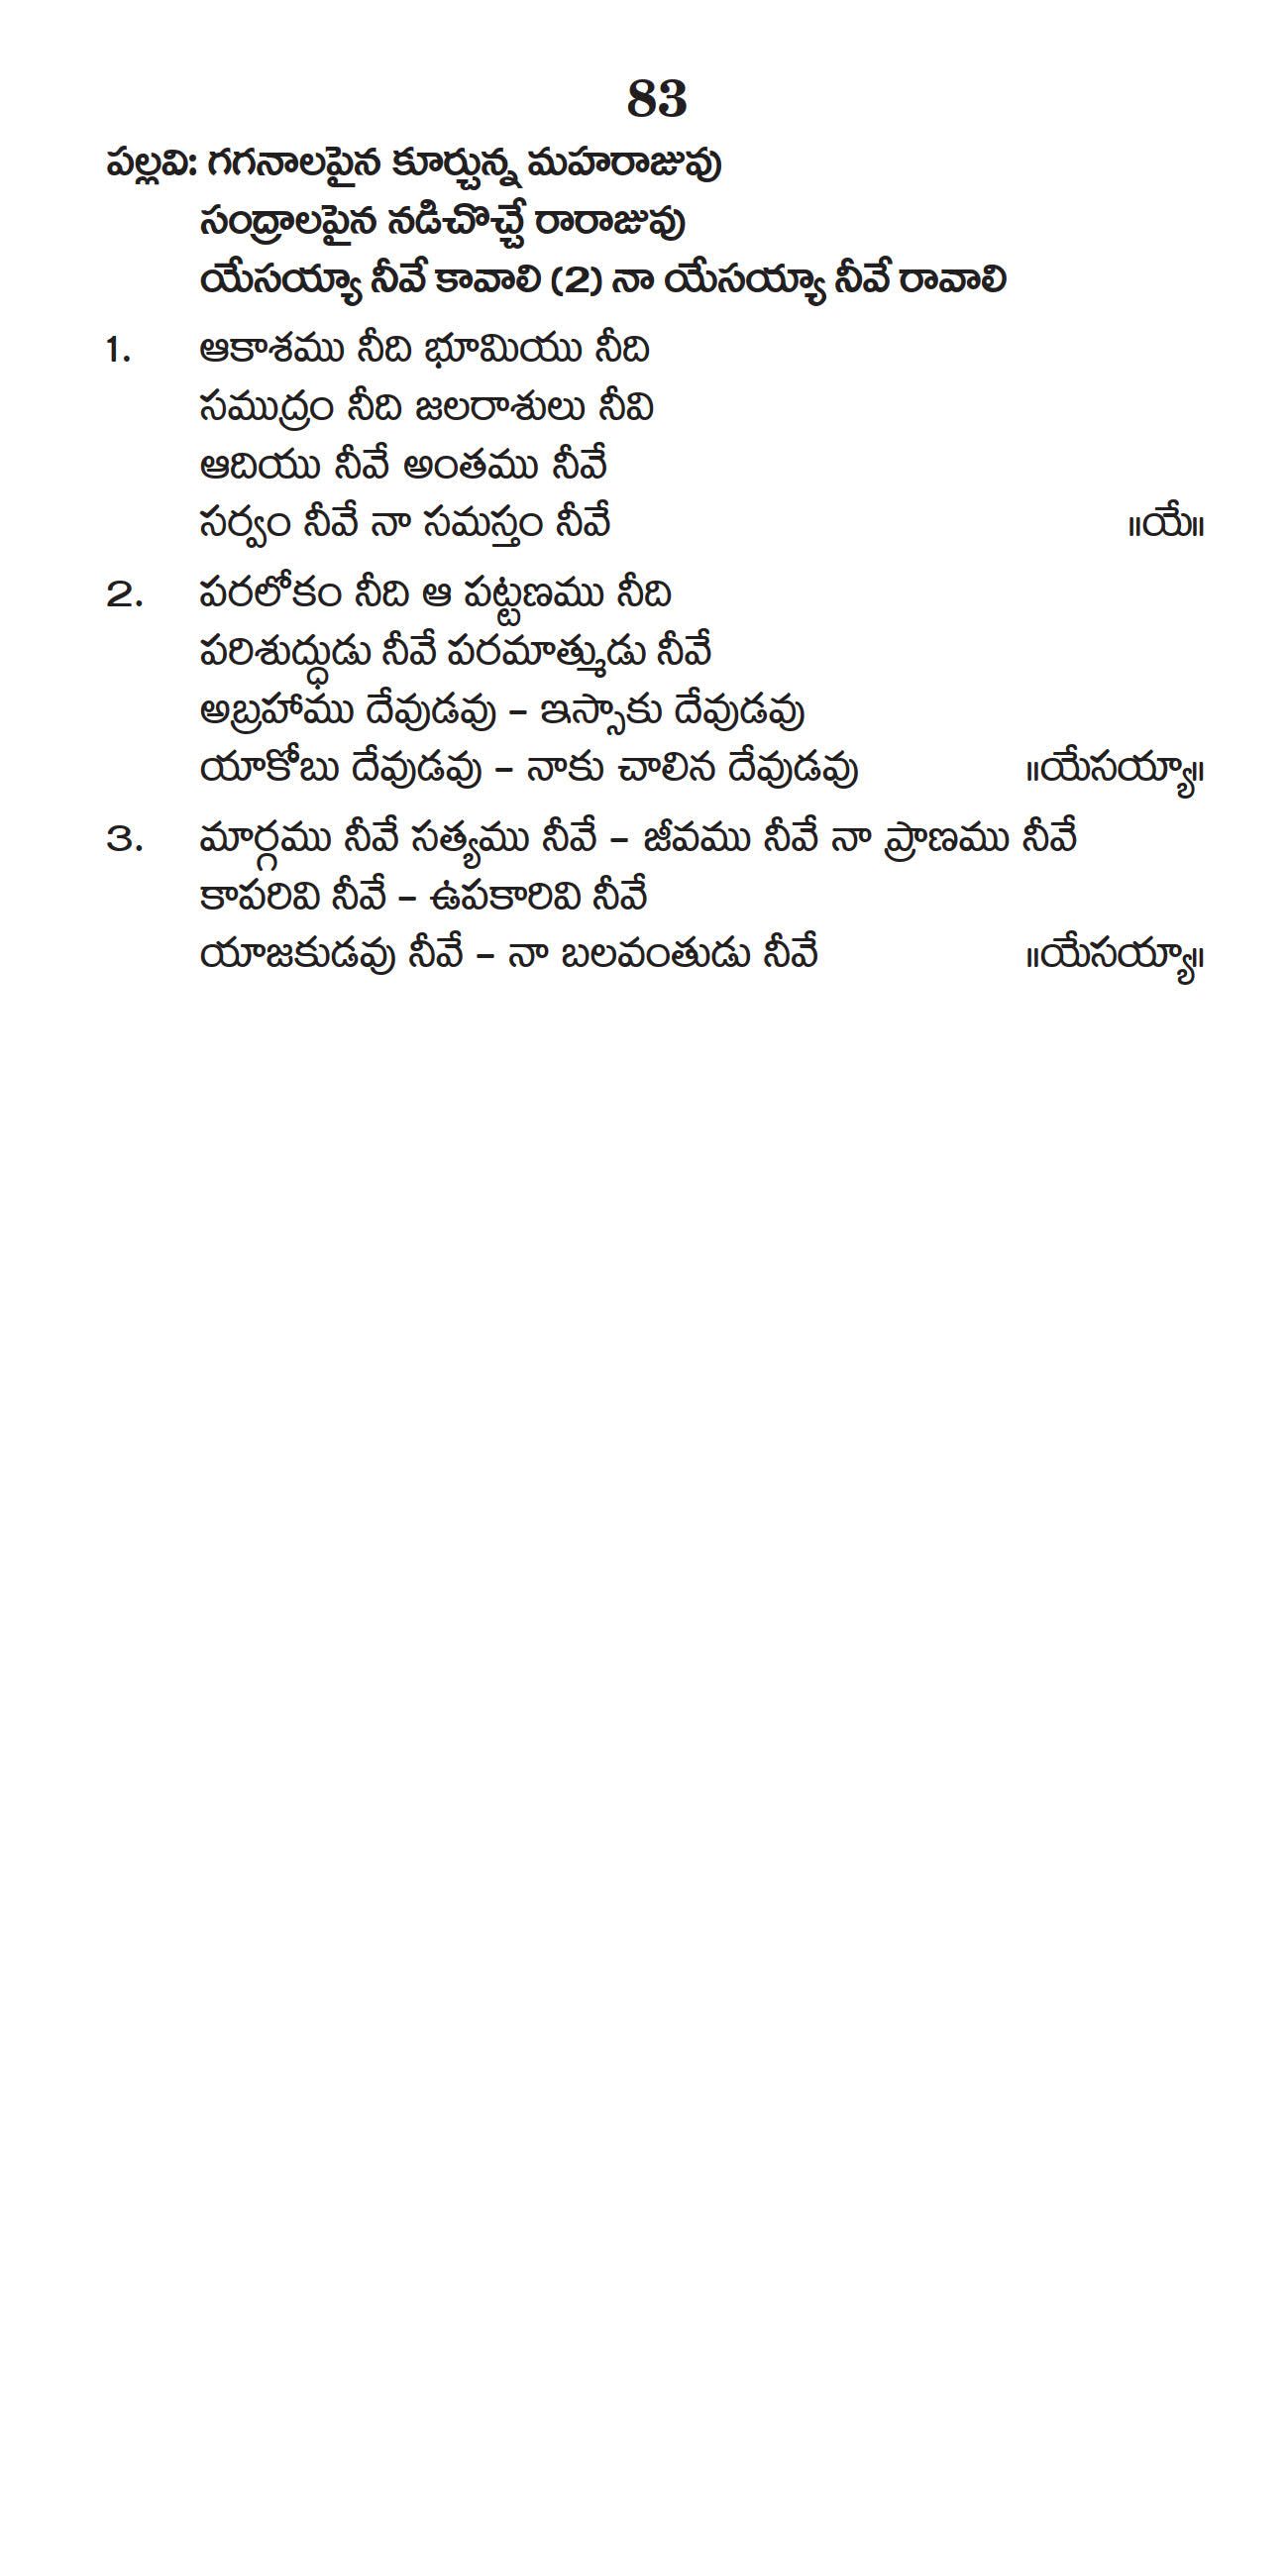 83
పల్లవి: గగనాలపైన కూర్చున్న మహరాజువు
సంద్రాలపైన నడిచొచ్చే రారాజువు
యేసయ్యా నీవే కావాలి (2) నా యేసయ్యా నీవే రావాలి
1. ఆకాశము నీది భూమియు నీది
సముద్రం నీది జలరాశులు నీవి
ఆదియు నీవే అంతము నీవే
సర్వం నీవే నా సమస్తం నీవే ॥యే॥
2. పరలోకం నీది ఆ పట్టణము నీది
పరిశుద్ధుడు నీవే పరమాత్ముడు నీవే
అబ్రహాము దేవుడవు – ఇస్సాకు దేవుడవు
యాకోబు దేవుడవు – నాకు చాలిన దేవుడవు ॥యేసయ్యా॥
3. మార్గము నీవే సత్యము నీవే – జీవము నీవే నా ప్రాణము నీవే
కాపరివి నీవే – ఉపకారివి నీవే
యాజకుడవు నీవే – నా బలవంతుడు నీవే ॥యేసయ్యా॥